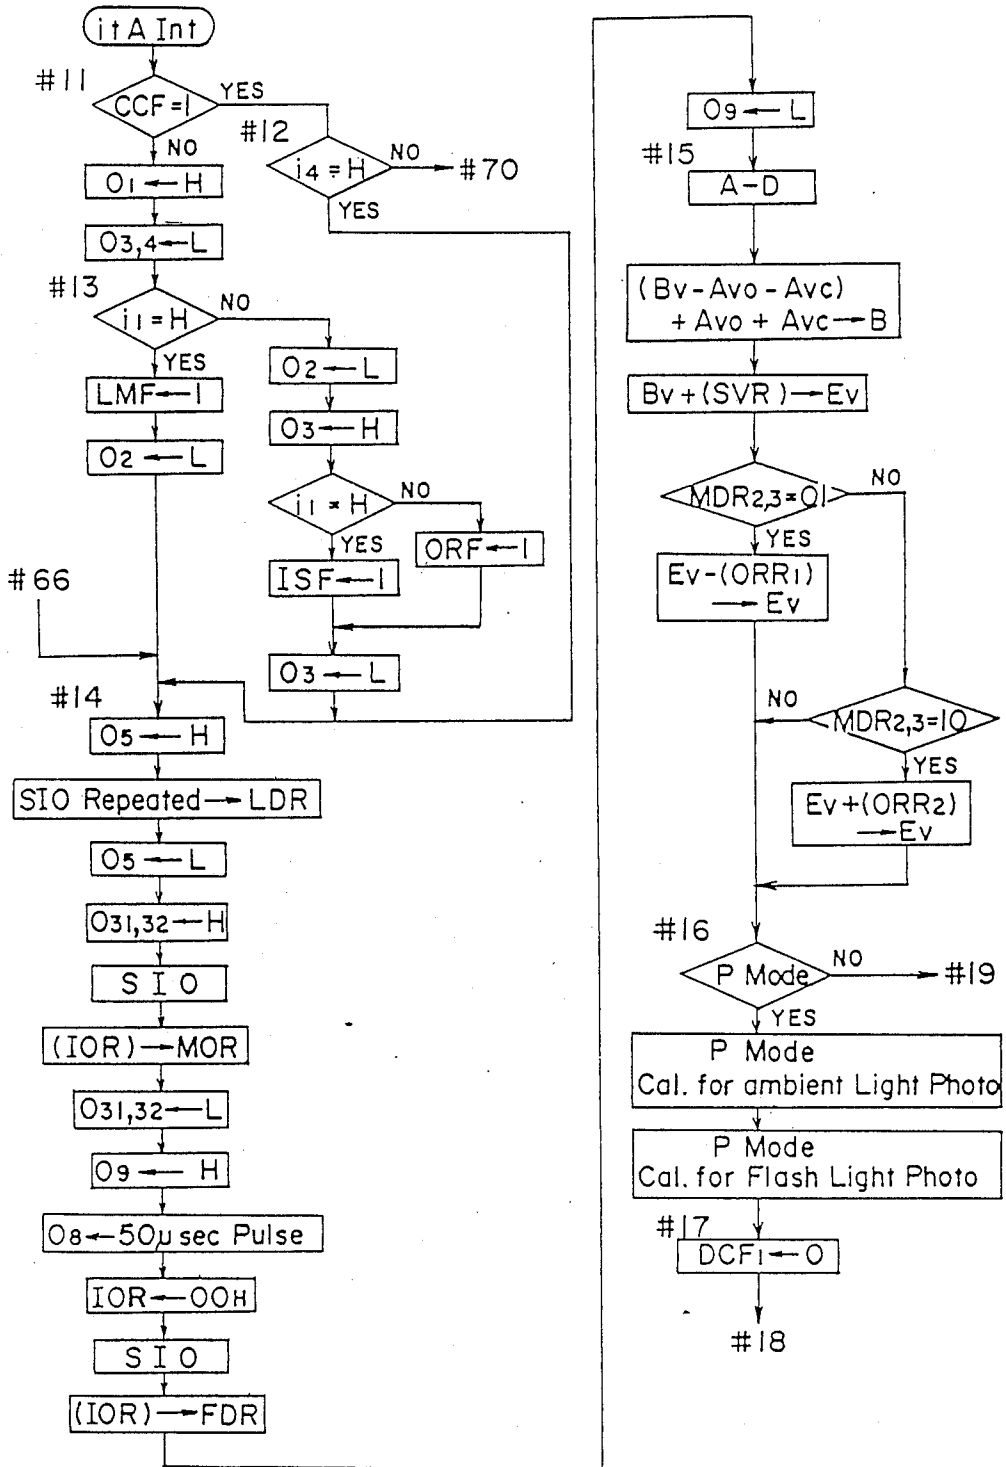 itA Int
#11
CCF=1
YES
NO
#12
i4=H
NO
#70
YES
O1←H
O3,4←L
#13
i1=H
NO
YES
LMF←1
O2←L
O2←L
O3←H
i1=H
NO
YES
ORF←1
ISF←1
O3←L
#66
#14
O5←H
SIO Repeated→LDR
O5←L
O31,32←H
SIO
(IOR)→MOR
O31,32←L
O9←H
O8←50μsec Pulse
IOR←OOH
SIO
(IOR)→FDR
O9←L
#15
A-D
(Bv-Avo-Avc)
+Avo+Avc→B
Bv+(SVR)→Ev
MDR2,3=01
NO
YES
Ev-(ORR1)
→Ev
NO
MDR2,3=10
YES
Ev+(ORR2)
→Ev
#16
P Mode
NO
#19
YES
P Mode
Cal. for ambient Light Photo
P Mode
Cal. for Flash Light Photo
#17
DCF1←0
#18